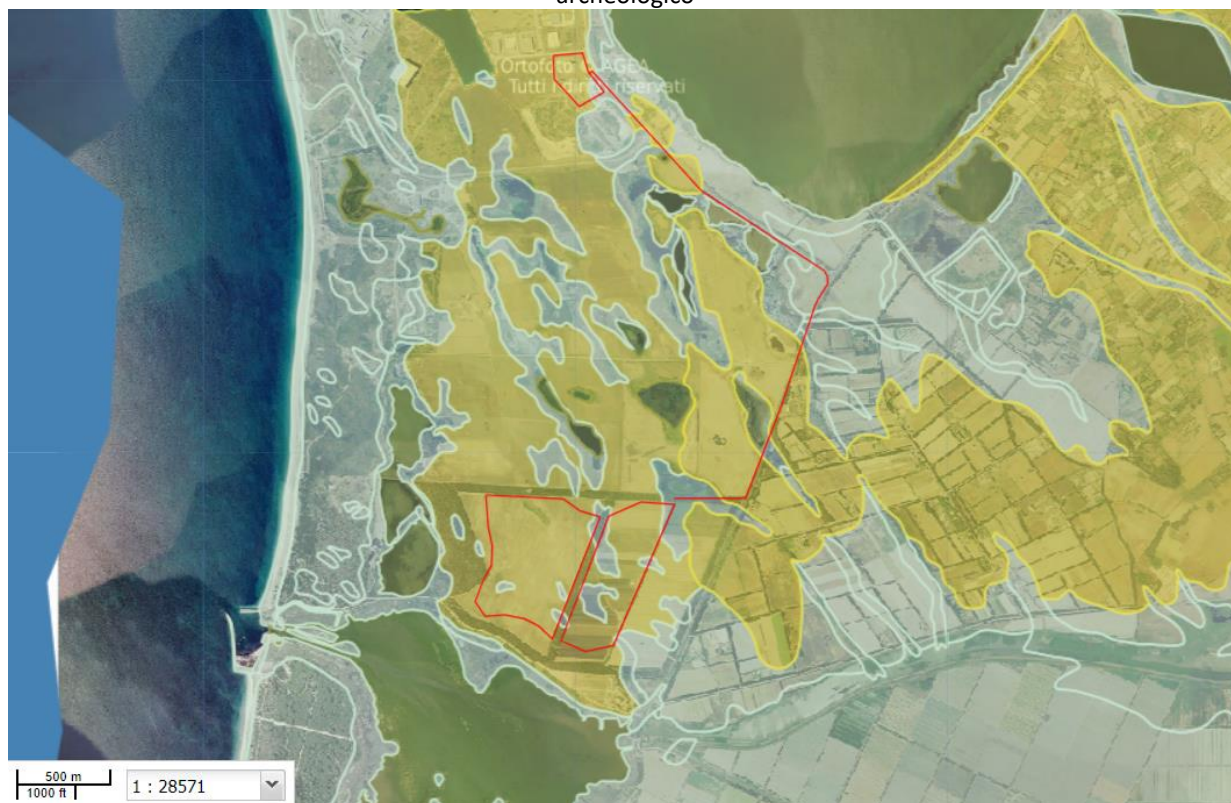 archeologico
(Ortofoto © AGEA
Tutti i diritti riservati
500 m
1000 ft
1 : 28571